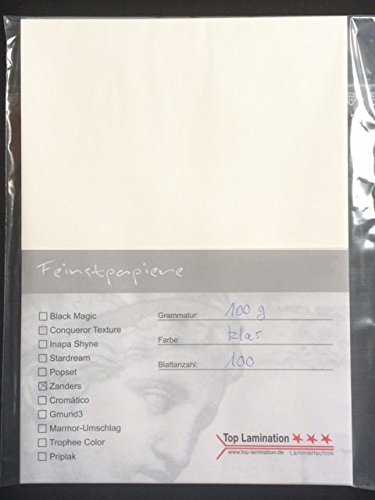 Feinstpapiere
Black Magic
Conqueror Texture
Inapa Shyne
Stardream
Popset
Zanders
Cromático
Gmund3
Marmor-Umschlag
Trophee Color
Priplak
Grammatur: 100 g
Farbe: klar
Blattanzahl: 100
Top Lamination
www.top-lamination.de Laminiertechnik